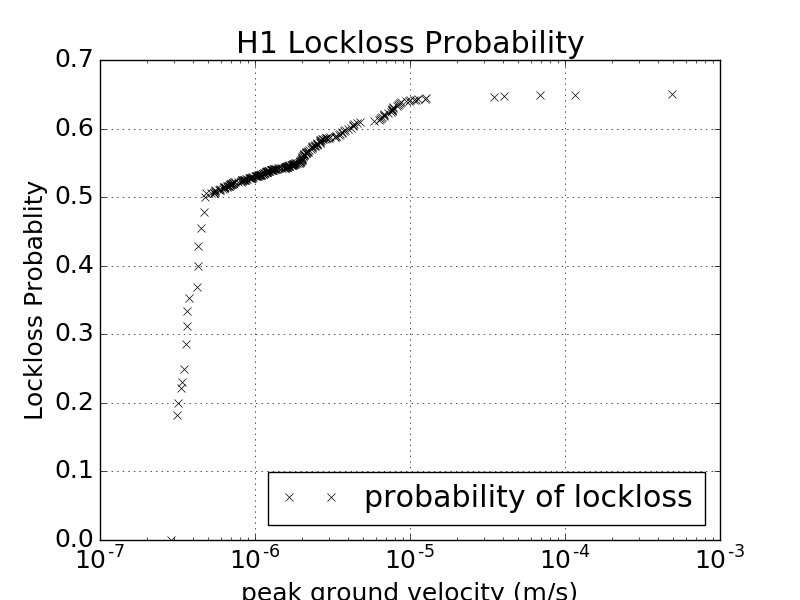 H1 Lockloss Probability
Lockloss Probablity
0.7
0.6
0.5
0.4
0.3
0.2
0.1
0.0
probability of lockloss
10^-7 10^-6 10^-5 10^-4 10^-3
peak ground velocity (m/s)